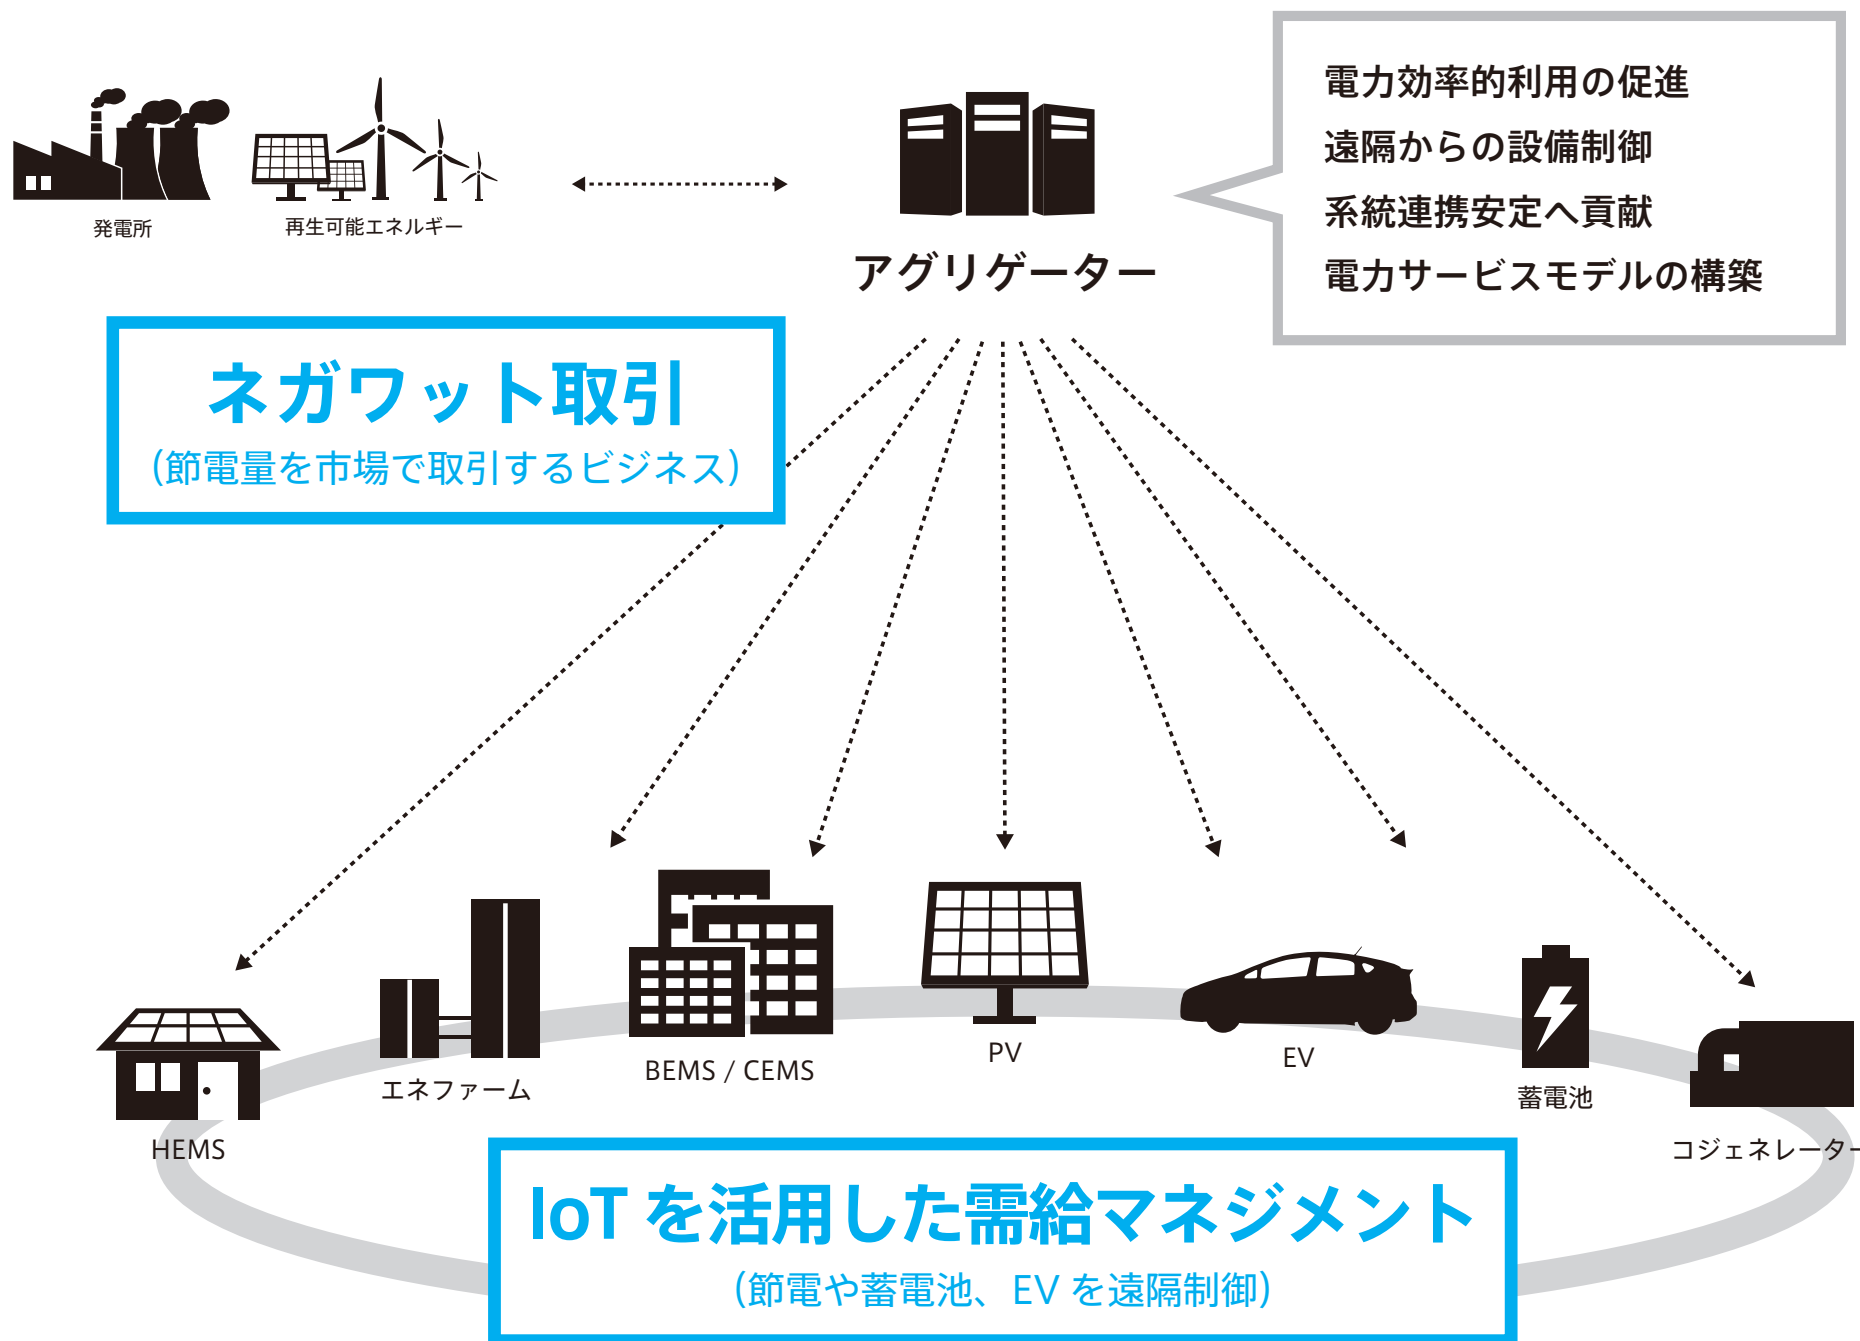 発電所
再生可能エネルギー
アグリゲーター
電力効率的利用の促進
遠隔からの設備制御
系統連携安定へ貢献
電力サービスモデルの構築
ネガワット取引
(節電量を市場で取引するビジネス)
HEMS
エネファーム
BEMS / CEMS
PV
EV
蓄電池
コジェネレーター
IoT を活用した需給マネジメント
(節電や蓄電池、EV を遠隔制御)